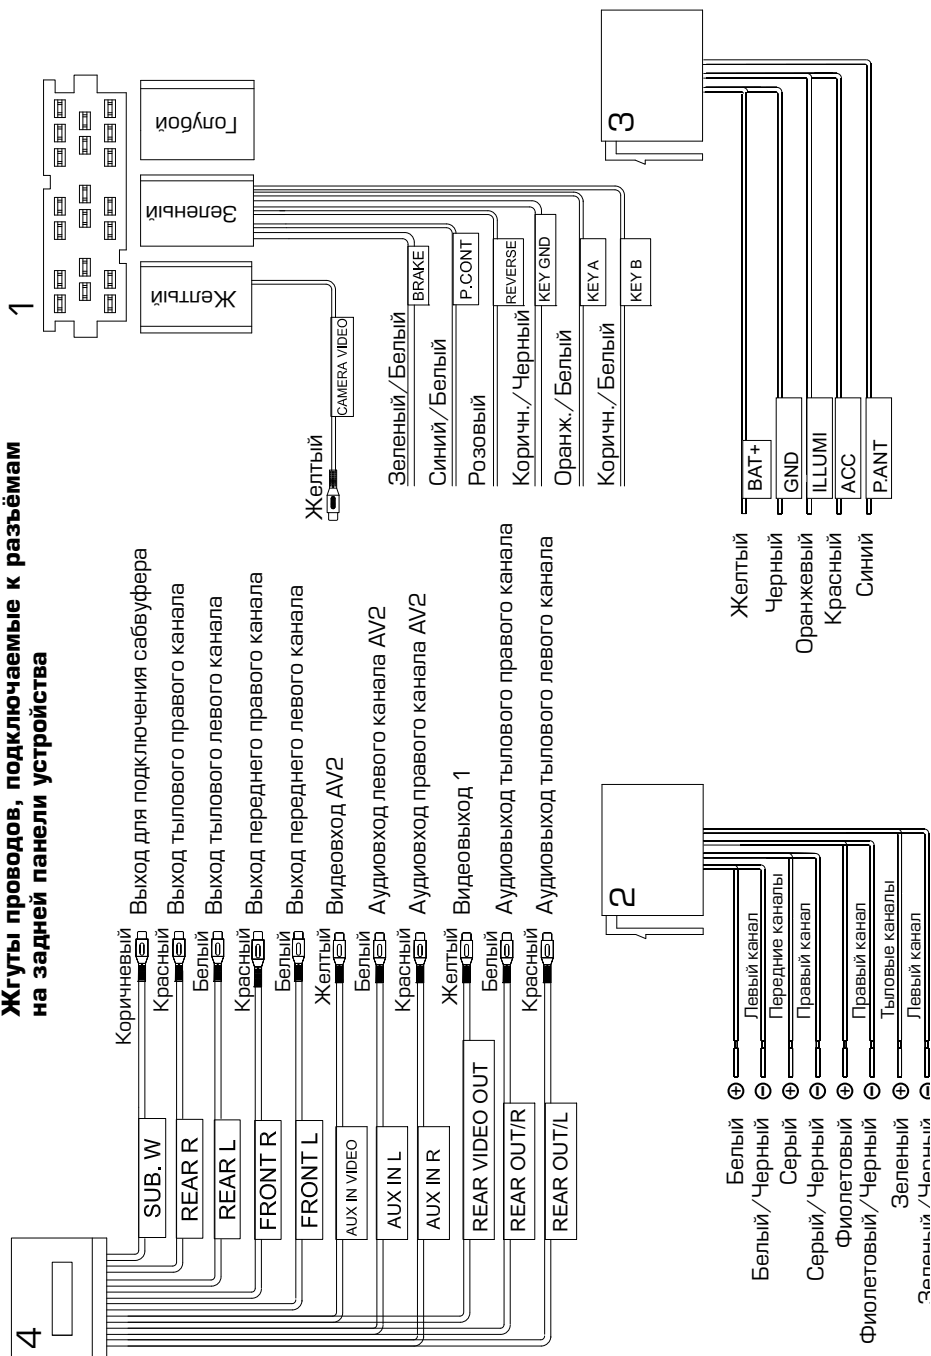 Жгуты проводов, подключаемые к разъёмам
на задней панели устройства
4
SUB. W
Коричневый
Выход для подключения сабвуфера
REAR R
Красный
Выход тылового правого канала
REAR L
Белый
Выход тылового левого канала
FRONT R
Красный
Выход переднего правого канала
FRONT L
Белый
Выход переднего левого канала
AUX IN VIDEO
Желтый
Видеовход AV2
AUX IN L
Белый
Аудиовход левого канала AV2
AUX IN R
Красный
Аудиовход правого канала AV2
REAR VIDEO OUT
Желтый
Видеовыход 1
REAR OUT/R
Белый
Аудиовыход тылового правого канала
REAR OUT/L
Красный
Аудиовыход тылового левого канала
1
Желтый
Зеленый
Голубой
Желтый
CAMERA VIDEO
Зеленый/Белый
BRAKE
Синий/Белый
P.CONT
Розовый
REVERSE
Коричн./Черный
KEY GND
Оранж./Белый
KEY A
Коричн./Белый
KEY B
2
Белый
+
Левый канал
Белый/Черный
-
Передние каналы
Серый
+
Правый канал
Серый/Черный
-
Фиолетовый
+
Правый канал
Фиолетовый/Черный
-
Тыловые каналы
Зеленый
+
Левый канал
Зеленый/Черный
-
3
Желтый
BAT+
Черный
GND
Оранжевый
ILLUMI
Красный
ACC
Синий
P.ANT